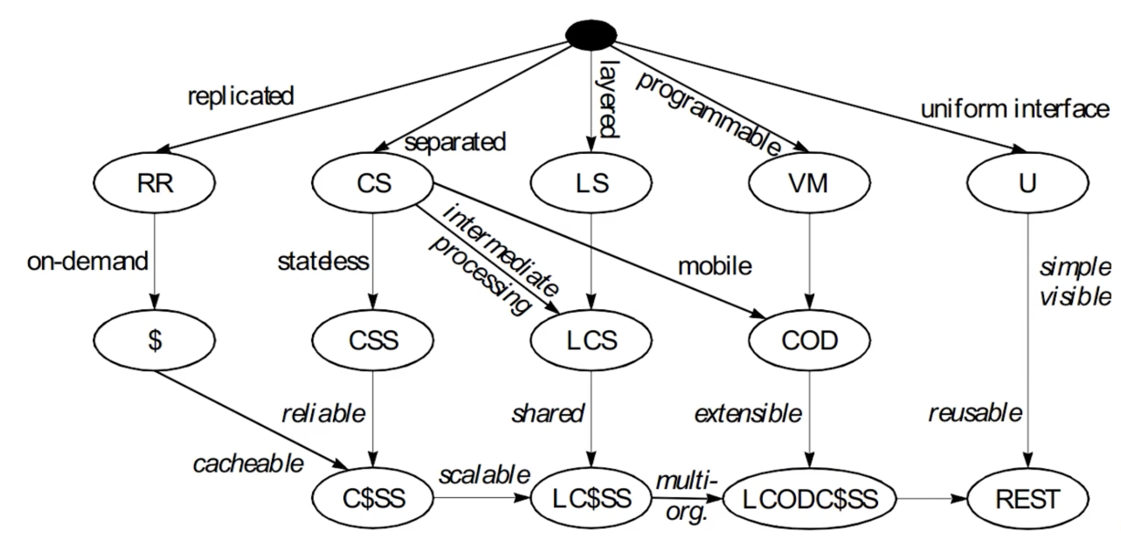 replicated
separated
layered
programmable
uniform interface
RR
CS
LS
VM
U
on-demand
stateless
intermediate
processing
mobile
simple
visible
$
CSS
LCS
COD
reliable
shared
extensible
reusable
cacheable
scalable
multi-
org.
C$SS
LC$SS
LCODC$SS
REST